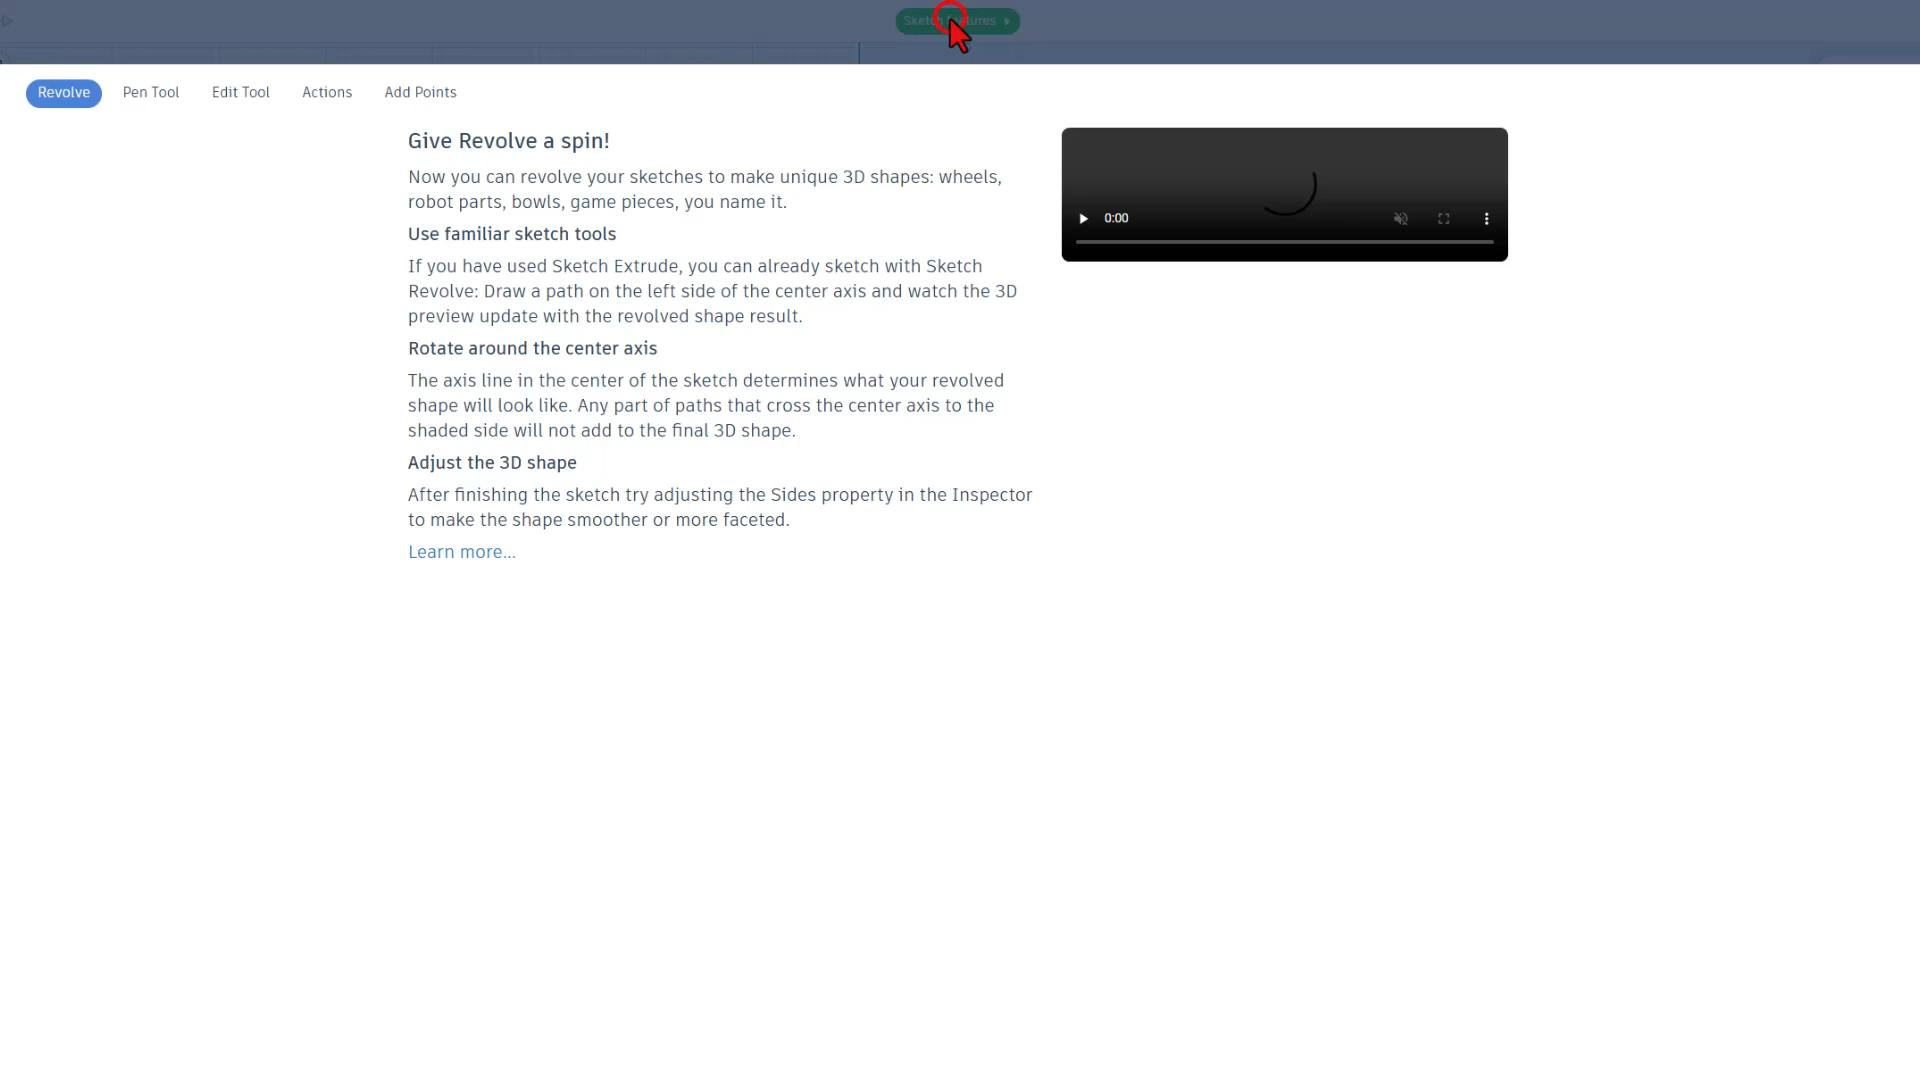 Sketch Features
Revolve
Pen Tool
Edit Tool
Actions
Add Points
Give Revolve a spin!
Now you can revolve your sketches to make unique 3D shapes: wheels,
robot parts, bowls, game pieces, you name it.
Use familiar sketch tools
If you have used Sketch Extrude, you can already sketch with Sketch
Revolve: Draw a path on the left side of the center axis and watch the 3D
preview update with the revolved shape result.
Rotate around the center axis
The axis line in the center of the sketch determines what your revolved
shape will look like. Any part of paths that cross the center axis to the
shaded side will not add to the final 3D shape.
Adjust the 3D shape
After finishing the sketch try adjusting the Sides property in the Inspector
to make the shape smoother or more faceted.
Learn more...
0:00